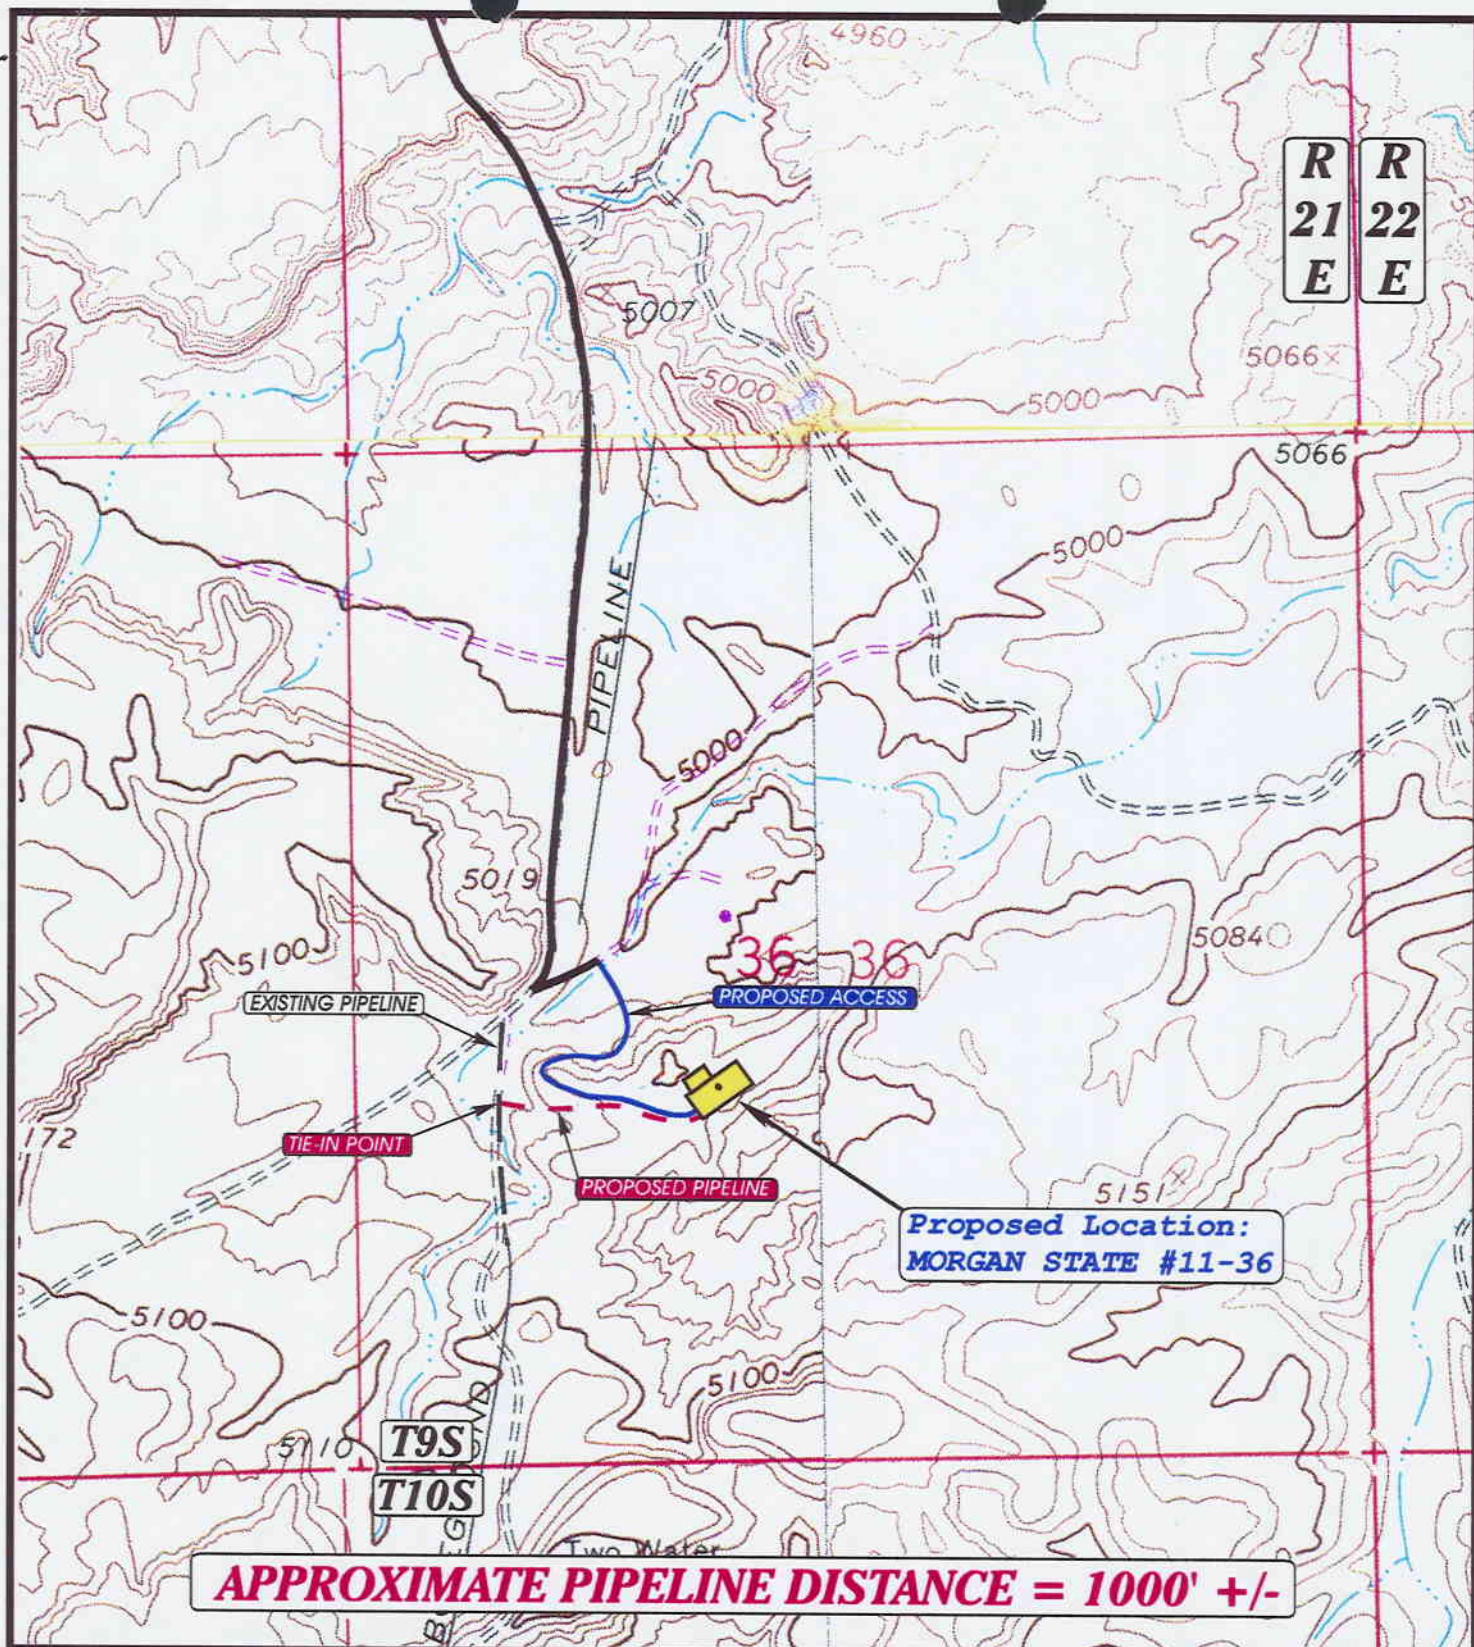 4960
R R
21 22
E E
5007
5066
5000
5000
5066
5000
PIPELINE
5000
5019
36 36
5084
5100
EXISTING PIPELINE
PROPOSED ACCESS
172
TIE-IN POINT
PROPOSED PIPELINE
5151
Proposed Location:
MORGAN STATE #11-36
5100
5100
5110
T9S
T10S
Two Water
APPROXIMATE PIPELINE DISTANCE = 1000' +/-